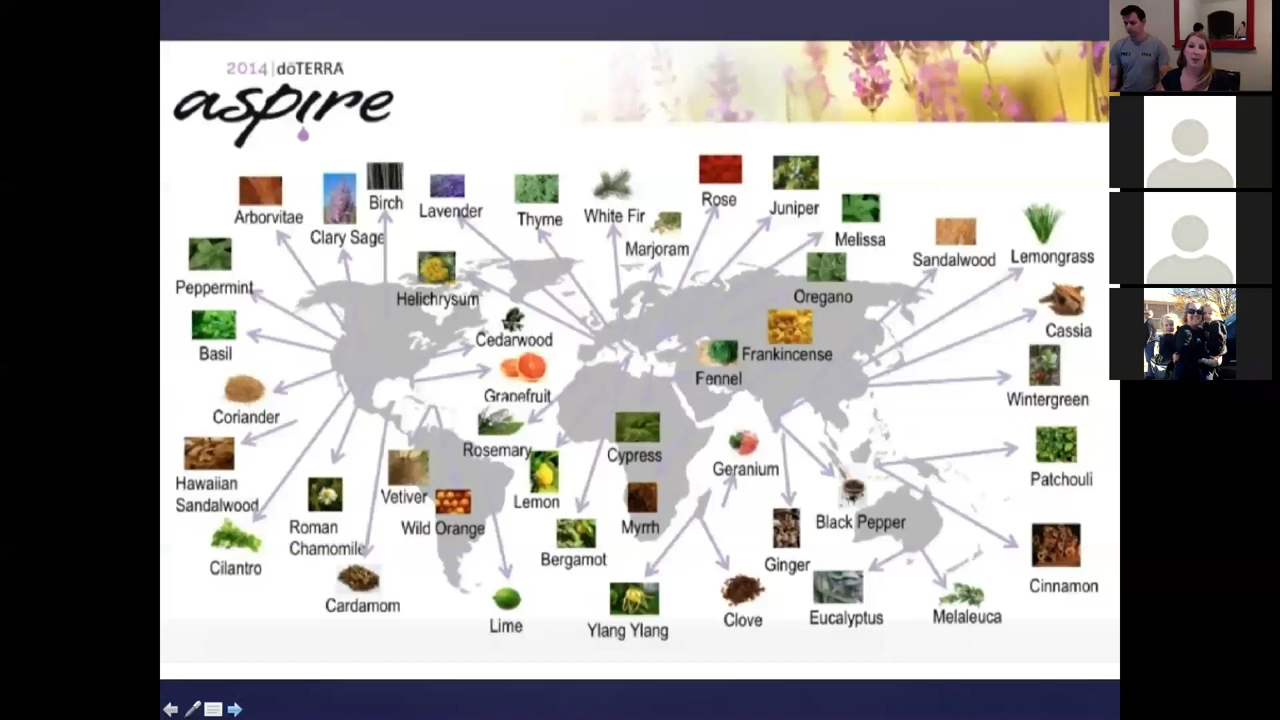 2014|dōTERRA
aspire
Arborvitae
Clary Sage
Birch
Lavender
Thyme
White Fir
Marjoram
Rose
Juniper
Melissa
Sandalwood
Lemongrass
Peppermint
Helichrysum
Oregano
Cassia
Basil
Cedarwood
Frankincense
Fennel
Grapefruit
Wintergreen
Coriander
Rosemary
Cypress
Geranium
Patchouli
Hawaiian
Sandalwood
Vetiver
Lemon
Roman
Chamomile
Wild Orange
Myrrh
Black Pepper
Cilantro
Bergamot
Ginger
Cinnamon
Cardamom
Lime
Ylang Ylang
Clove
Eucalyptus
Melaleuca